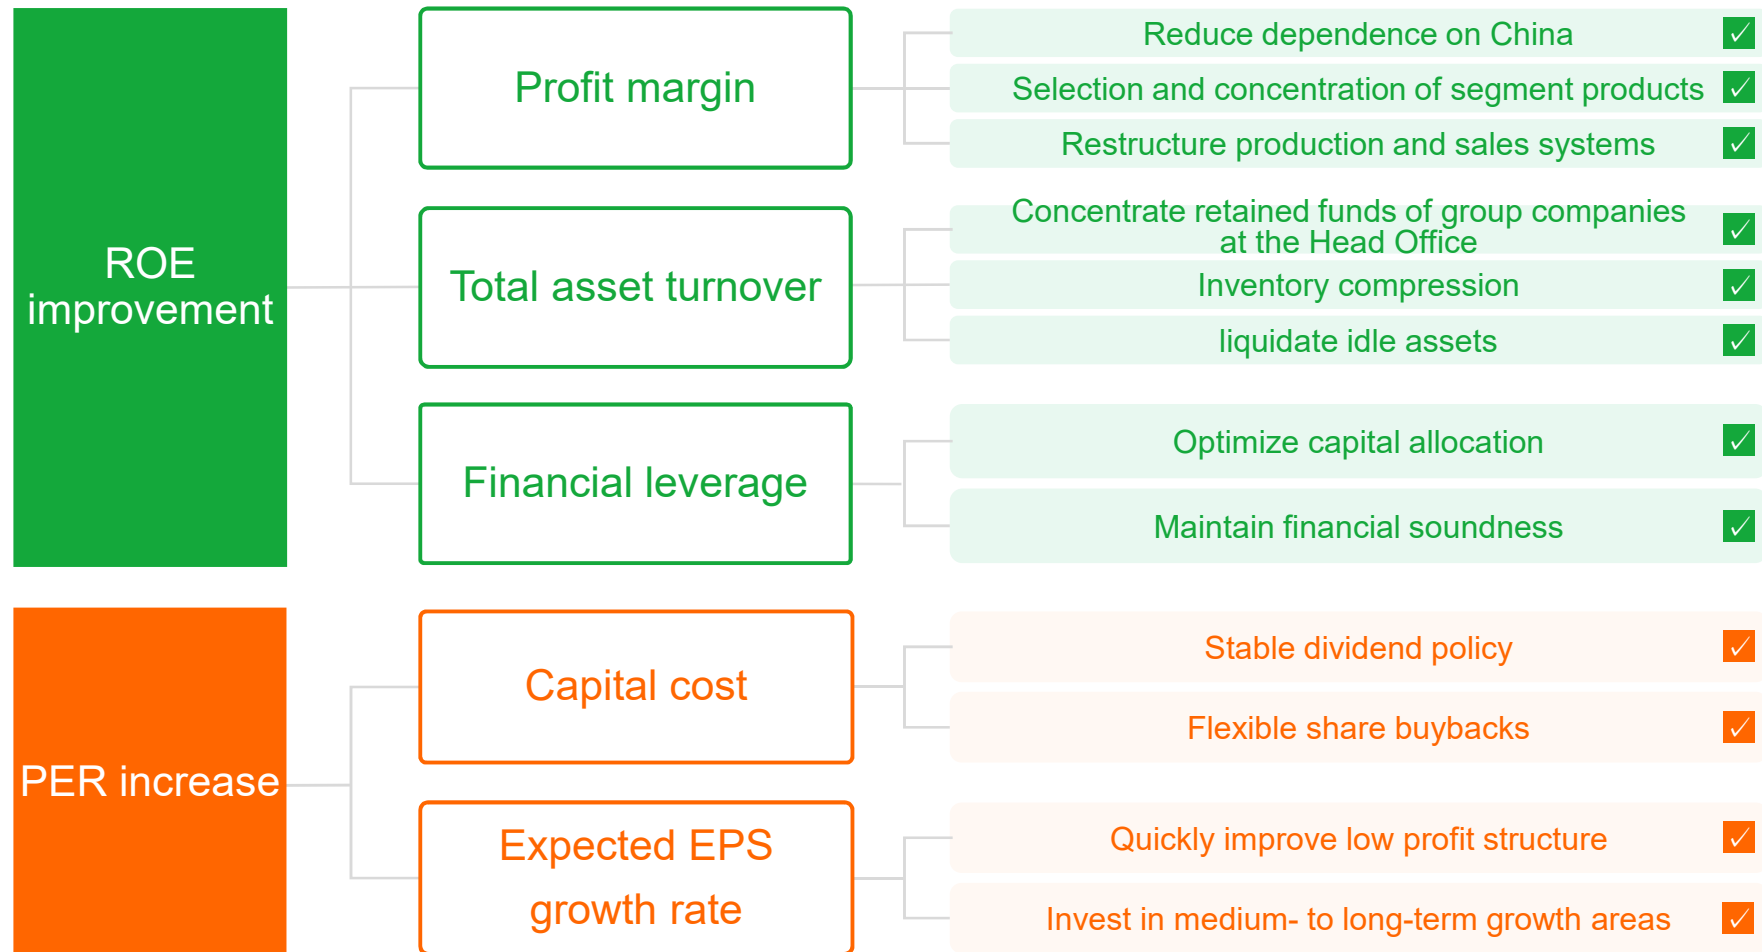 ROE
improvement
Profit margin
Reduce dependence on China ✓
Selection and concentration of segment products ✓
Restructure production and sales systems ✓
Total asset turnover
Concentrate retained funds of group companies
at the Head Office ✓
Inventory compression ✓
liquidate idle assets ✓
Financial leverage
Optimize capital allocation ✓
Maintain financial soundness ✓
PER increase
Capital cost
Stable dividend policy ✓
Flexible share buybacks ✓
Expected EPS
growth rate
Quickly improve low profit structure ✓
Invest in medium- to long-term growth areas ✓